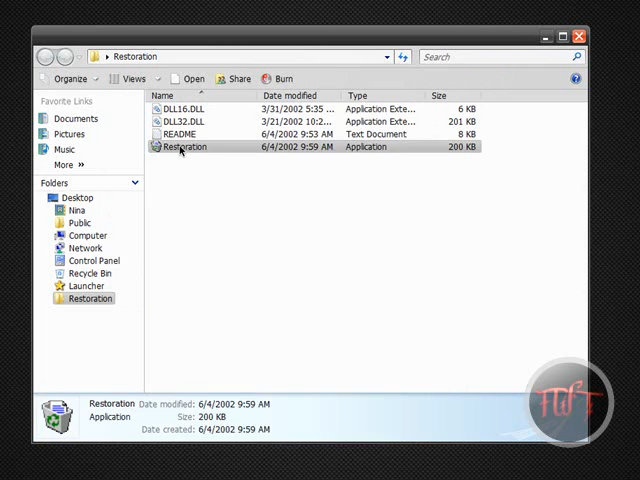 Restoration
Search
Organize Views Open Share Burn
Favorite Links
Documents
Pictures
Music
More »
Folders
Desktop
Nina
Public
Computer
Network
Control Panel
Recycle Bin
Launcher
Restoration
Name Date modified Type Size
DLL16.DLL 3/31/2002 5:35 ... Application Exte... 6 KB
DLL32.DLL 3/21/2002 10:2... Application Exte... 201 KB
README 6/4/2002 9:53 AM Text Document 8 KB
Restoration 6/4/2002 9:59 AM Application 200 KB
Restoration Date modified: 6/4/2002 9:59 AM
Application Size: 200 KB
Date created: 6/4/2002 9:59 AM